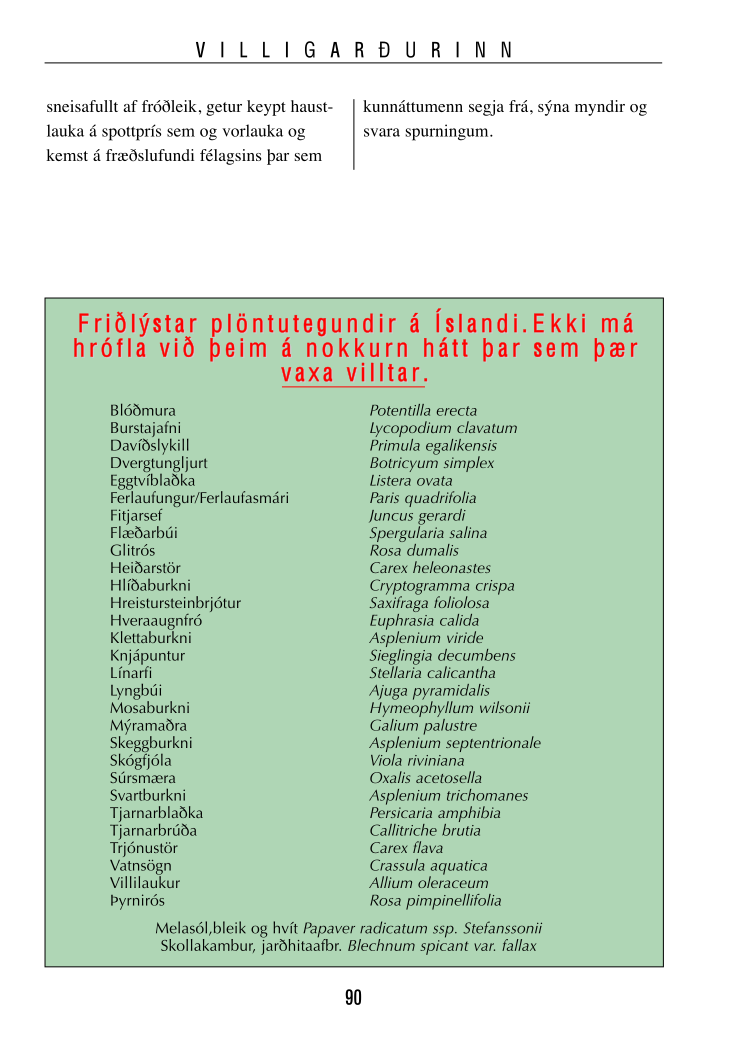 VILLIGARÐURINN
sneisafullt af fróðleik, getur keypt haust-
lauka á spottprís sem og vorlauka og
kemst á fræðslufundi félagsins þar sem
kunnáttumenn segja frá, sýna myndir og
svara spurningum.
Friðlýstar plöntutegundir á Íslandi.Ekki má
hrófla við þeim á nokkurn hátt þar sem þær
vaxa villtar.
Blóðmura Potentilla erecta
Burstajafni Lycopodium clavatum
Davíðslykill Primula egalikensis
Dvergtungljurt Botricyum simplex
Eggtvíblaðka Listera ovata
Ferlaufungur/Ferlaufasmári Paris quadrifolia
Fitjarsef Juncus gerardi
Flæðarbúi Spergularia salina
Glitrós Rosa dumalis
Heiðarstör Carex heleonastes
Hlíðaburkni Cryptogramma crispa
Hreistursteinbrjótur Saxifraga foliolosa
Hveraaugnfró Euphrasia calida
Klettaburkni Asplenium viride
Knjápuntur Sieglingia decumbens
Línarfi Stellaria calicantha
Lyngbúi Ajuga pyramidalis
Mosaburkni Hymeophyllum wilsonii
Mýramaðra Galium palustre
Skeggburkni Asplenium septentrionale
Skógfjóla Viola riviniana
Súrsmæra Oxalis acetosella
Svartburkni Asplenium trichomanes
Tjarnarblaðka Persicaria amphibia
Tjarnarbrúða Callitriche brutia
Trjónustör Carex flava
Vatnsögn Crassula aquatica
Villilaukur Allium oleraceum
Þyrnirós Rosa pimpinellifolia
Melasól,bleik og hvít Papaver radicatum ssp. Stefanssonii
Skollakambur, jarðhitaafbr. Blechnum spicant var. fallax
90